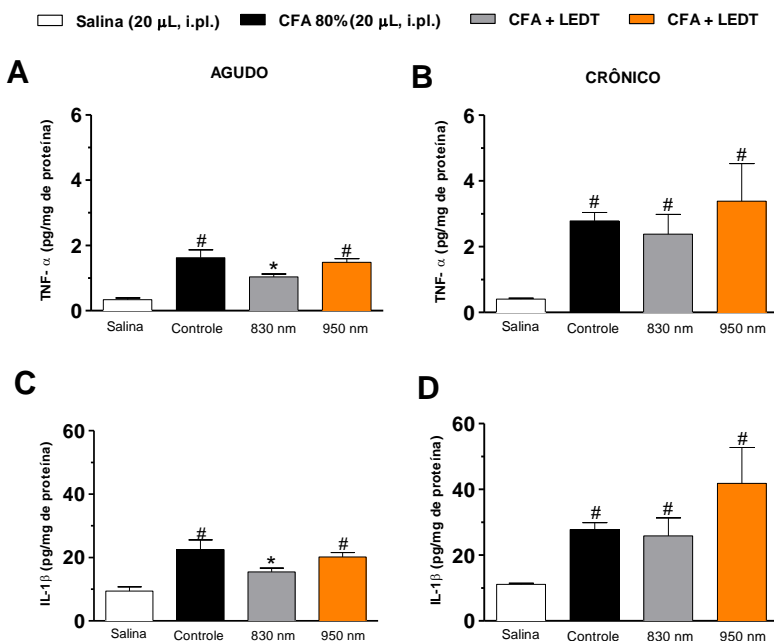 Salina (20 μL, i.pl.) CFA 80%(20 μL, i.pl.) CFA + LEDT CFA + LEDT
A
AGUDO
TNF- α (pg/mg de proteína)
6
4
2
0
#
*
#
Salina Controle 830 nm 950 nm
B
CRÔNICO
TNF- α (pg/mg de proteína)
6
4
2
0
#
#
#
Salina Controle 830 nm 950 nm
C
IL-1β (pg/mg de proteína)
60
40
20
0
#
*
#
Salina Controle 830 nm 950 nm
D
IL-1β (pg/mg de proteína)
60
40
20
0
#
#
#
Salina Controle 830 nm 950 nm